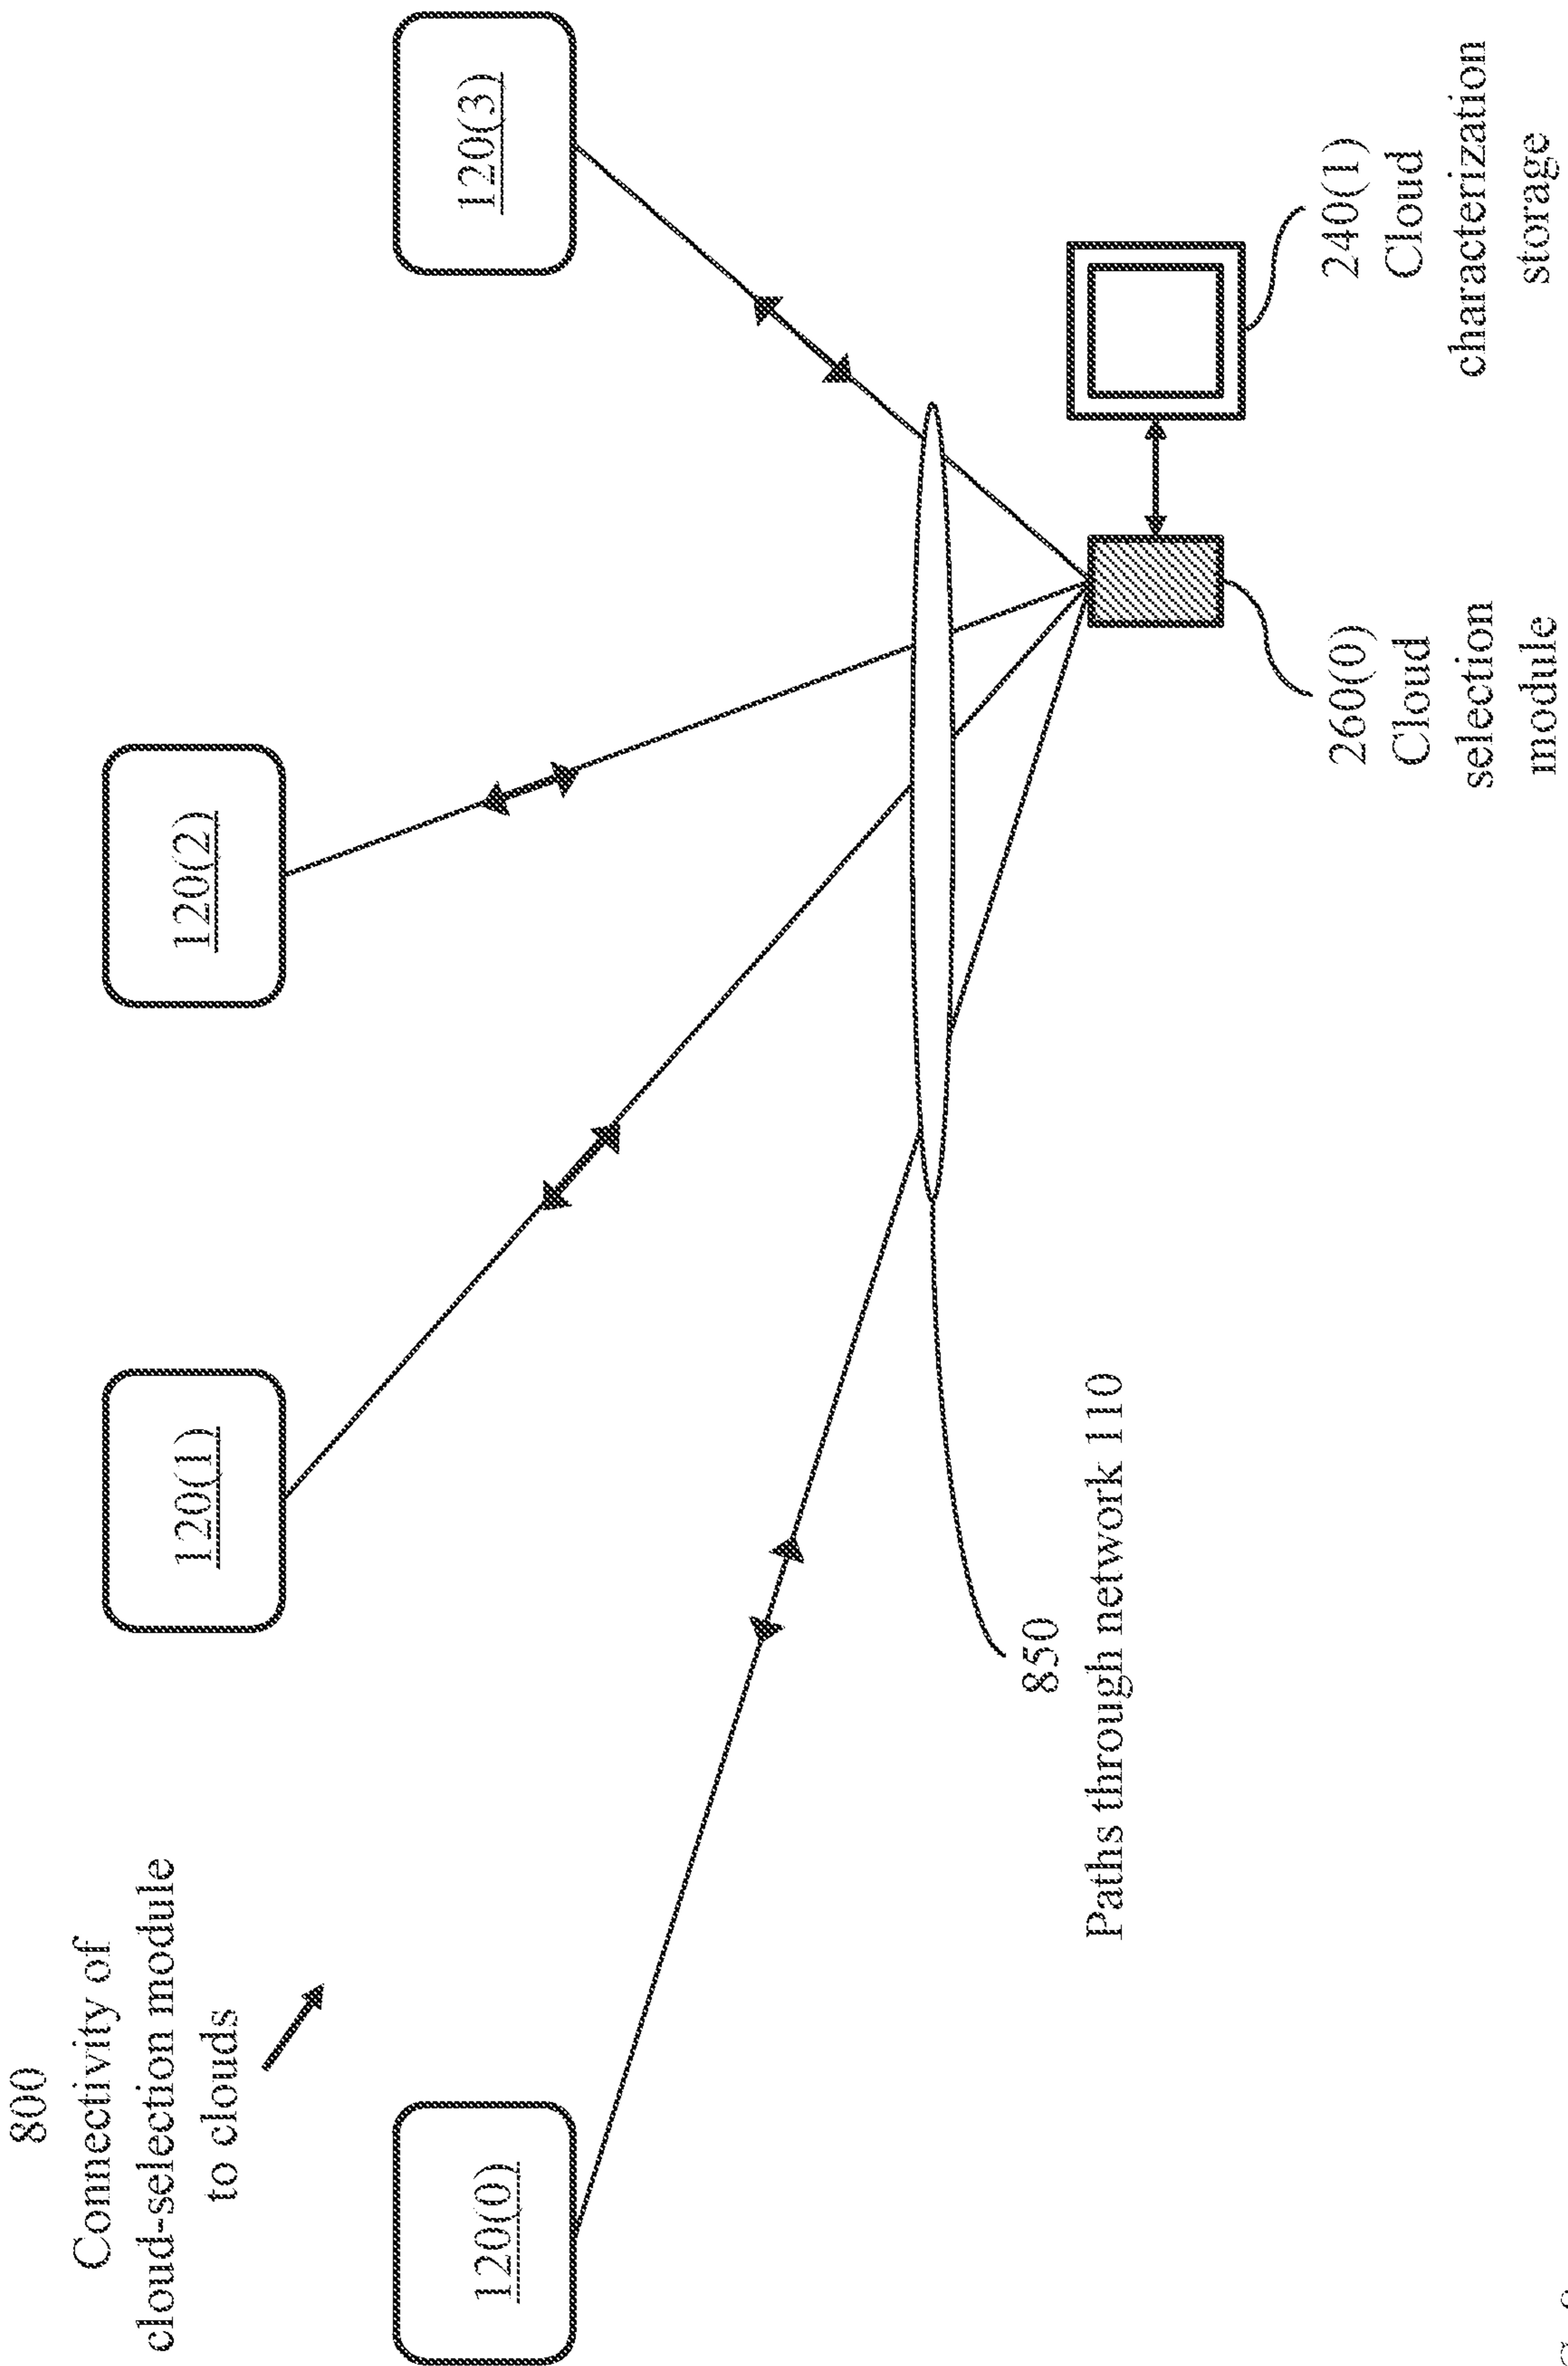 800
Connectivity of
cloud-selection module
to clouds
120(0)
120(1)
120(2)
120(3)
850
Paths through network 110
260(0)
Cloud
selection
module
240(1)
Cloud
characterization
storage